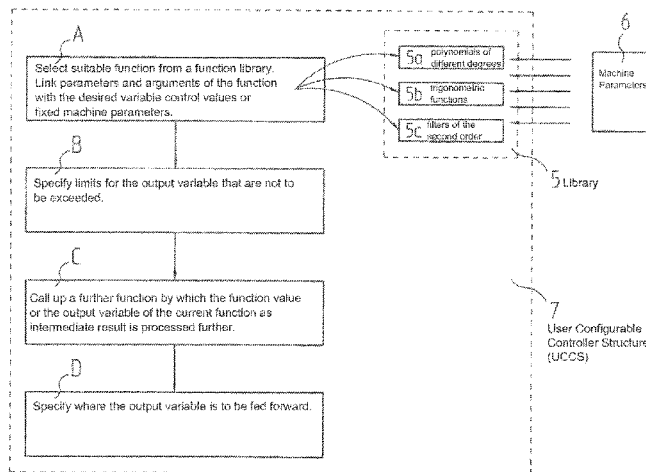 A
Select suitable function from a function library.
Link parameters and arguments of the function
with the desired variable control values or
fixed machine parameters.
5a polynomials of
different degrees
5b trigonometric
functions
5c filters of the
second order
6
Machine
Parameters
5 Library
B
Specify limits for the output variable that are not to
be exceeded.
C
Call up a further function by which the function value
or the output variable of the current function as
intermediate result is processed further.
7
User Configurable
Controller Structure
(UCCS)
D
Specify where the output variable is to be fed forward.